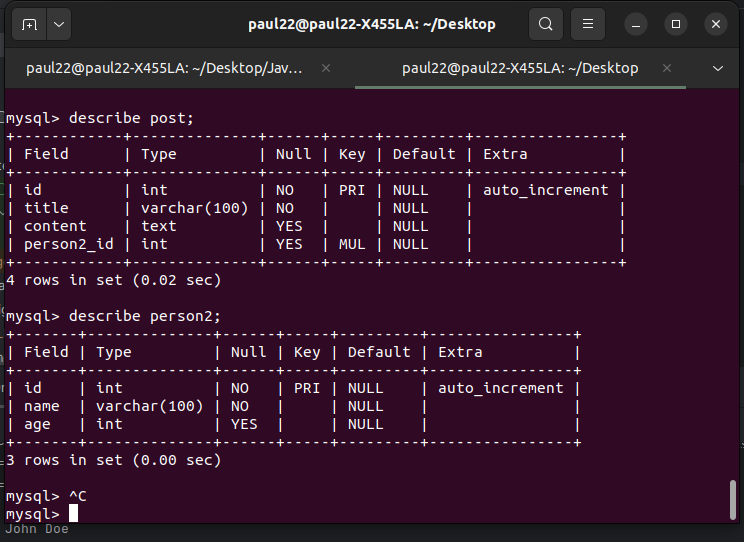 paul22@paul22-X455LA: ~/Desktop
paul22@paul22-X455LA: ~/Desktop/Jav...
paul22@paul22-X455LA: ~/Desktop
mysql> describe post;
+------------+--------------+------+-----+---------+----------------+
| Field      | Type         | Null | Key | Default | Extra          |
+------------+--------------+------+-----+---------+----------------+
| id         | int          | NO   | PRI | NULL    | auto_increment |
| title      | varchar(100) | NO   |     | NULL    |                |
| content    | text         | YES  |     | NULL    |                |
| person2_id | int          | YES  | MUL | NULL    |                |
+------------+--------------+------+-----+---------+----------------+
4 rows in set (0.02 sec)
mysql> describe person2;
+-------+--------------+------+-----+---------+----------------+
| Field | Type         | Null | Key | Default | Extra          |
+-------+--------------+------+-----+---------+----------------+
| id    | int          | NO   | PRI | NULL    | auto_increment |
| name  | varchar(100) | NO   |     | NULL    |                |
| age   | int          | YES  |     | NULL    |                |
+-------+--------------+------+-----+---------+----------------+
3 rows in set (0.00 sec)
mysql> ^C
mysql>
John Doe